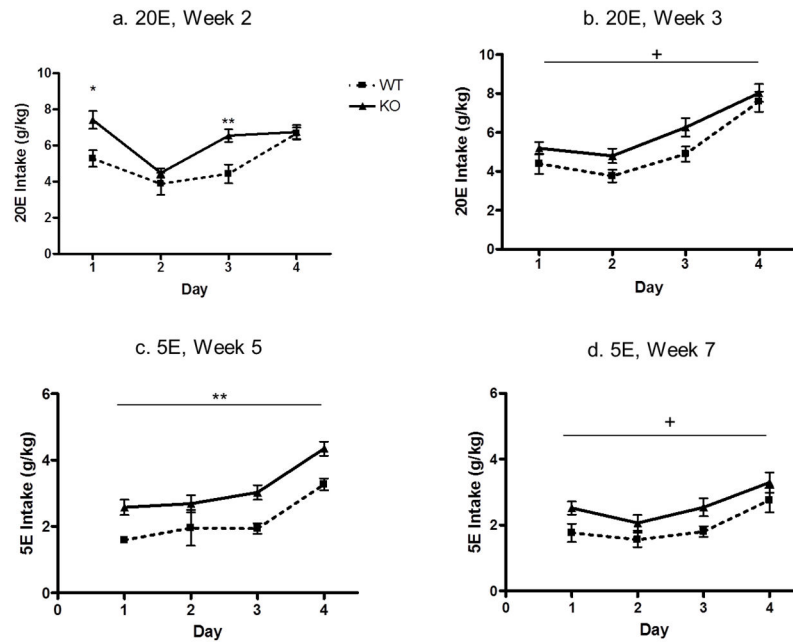 a. 20E, Week 2
20E Intake (g/kg)
10
8
6
4
2
0
*
**
1 2 3 4
Day
WT
KO
b. 20E, Week 3
20E Intake (g/kg)
10
8
6
4
2
0
+
1 2 3 4
Day
c. 5E, Week 5
5E Intake (g/kg)
6
4
2
0
**
0 1 2 3 4
Day
d. 5E, Week 7
5E Intake (g/kg)
6
4
2
0
+
0 1 2 3 4
Day